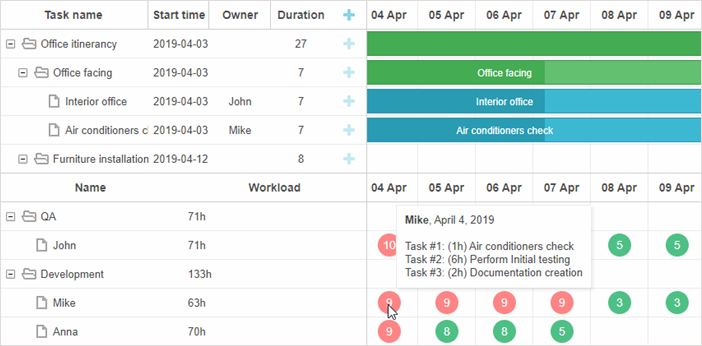 Task name Start time Owner Duration 04 Apr 05 Apr 06 Apr 07 Apr 08 Apr 09 Apr
Office itinerancy 2019-04-03 27
Office facing 2019-04-03 7 Office facing
Interior office 2019-04-03 John 7 Interior office
Air conditioners c 2019-04-03 Mike 7 Air conditioners check
Furniture installation 2019-04-12 8
Name Workload 04 Apr 05 Apr 06 Apr 07 Apr 08 Apr 09 Apr
QA 71h
Mike, April 4, 2019
John 71h 10 5 5
Task #1: (1h) Air conditioners check
Task #2: (6h) Perform Initial testing
Task #3: (2h) Documentation creation
Development 133h
Mike 63h 9 9 9 9 3 3
Anna 70h 9 8 8 5